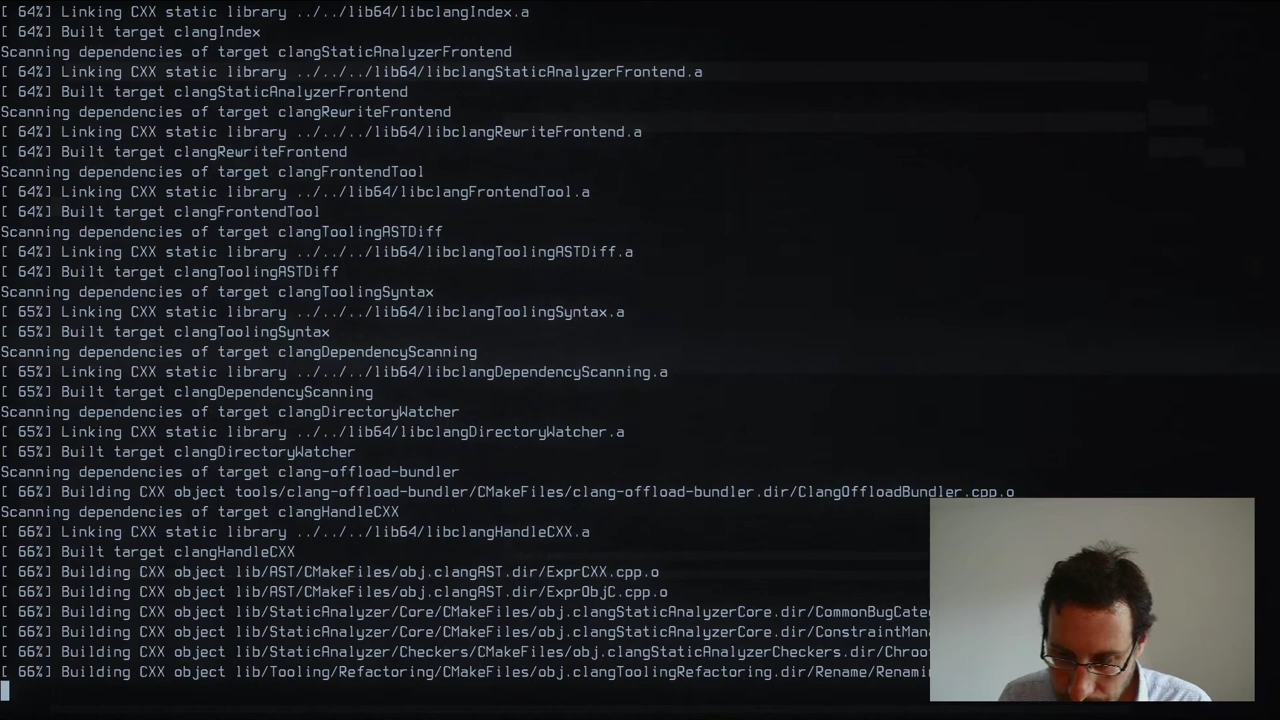 [ 64%] Linking CXX static library ../../lib64/libclangIndex.a
[ 64%] Built target clangIndex
Scanning dependencies of target clangStaticAnalyzerFrontend
[ 64%] Linking CXX static library ../../../lib64/libclangStaticAnalyzerFrontend.a
[ 64%] Built target clangStaticAnalyzerFrontend
Scanning dependencies of target clangRewriteFrontend
[ 64%] Linking CXX static library ../../../lib64/libclangRewriteFrontend.a
[ 64%] Built target clangRewriteFrontend
Scanning dependencies of target clangFrontendTool
[ 64%] Linking CXX static library ../../lib64/libclangFrontendTool.a
[ 64%] Built target clangFrontendTool
Scanning dependencies of target clangToolingASTDiff
[ 64%] Linking CXX static library ../../../lib64/libclangToolingASTDiff.a
[ 64%] Built target clangToolingASTDiff
Scanning dependencies of target clangToolingSyntax
[ 65%] Linking CXX static library ../../../lib64/libclangToolingSyntax.a
[ 65%] Built target clangToolingSyntax
Scanning dependencies of target clangDependencyScanning
[ 65%] Linking CXX static library ../../../lib64/libclangDependencyScanning.a
[ 65%] Built target clangDependencyScanning
Scanning dependencies of target clangDirectoryWatcher
[ 65%] Linking CXX static library ../../lib64/libclangDirectoryWatcher.a
[ 65%] Built target clangDirectoryWatcher
Scanning dependencies of target clang-offload-bundler
[ 66%] Building CXX object tools/clang-offload-bundler/CMakeFiles/clang-offload-bundler.dir/ClangOffloadBundler.cpp.o
Scanning dependencies of target clangHandleCXX
[ 66%] Linking CXX static library ../../../lib64/libclangHandleCXX.a
[ 66%] Built target clangHandleCXX
[ 66%] Building CXX object lib/AST/CMakeFiles/obj.clangAST.dir/ExprCXX.cpp.o
[ 66%] Building CXX object lib/AST/CMakeFiles/obj.clangAST.dir/ExprObjC.cpp.o
[ 66%] Building CXX object lib/StaticAnalyzer/Core/CMakeFiles/obj.clangStaticAnalyzerCore.dir/CommonBugCate
[ 66%] Building CXX object lib/StaticAnalyzer/Core/CMakeFiles/obj.clangStaticAnalyzerCore.dir/ConstraintMan
[ 66%] Building CXX object lib/StaticAnalyzer/Checkers/CMakeFiles/obj.clangStaticAnalyzerCheckers.dir/Chroo
[ 66%] Building CXX object lib/Tooling/Refactoring/CMakeFiles/obj.clangToolingRefactoring.dir/Rename/Renami